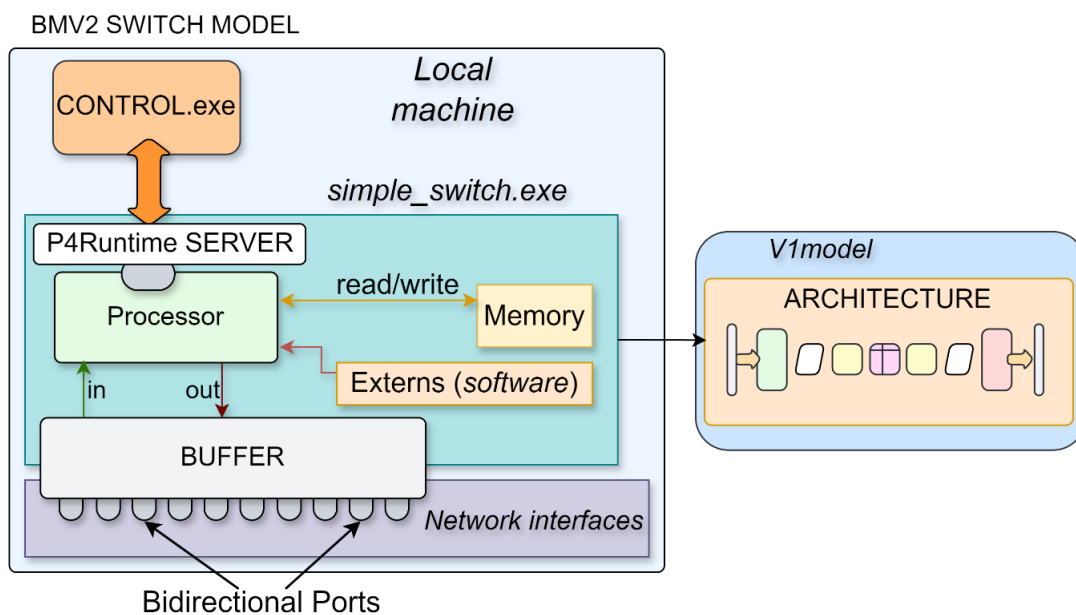 BMV2 SWITCH MODEL
Local
machine
CONTROL.exe
simple_switch.exe
P4Runtime SERVER
Processor
read/write
Memory
Externs (software)
in
out
BUFFER
Network interfaces
Bidirectional Ports
V1model
ARCHITECTURE